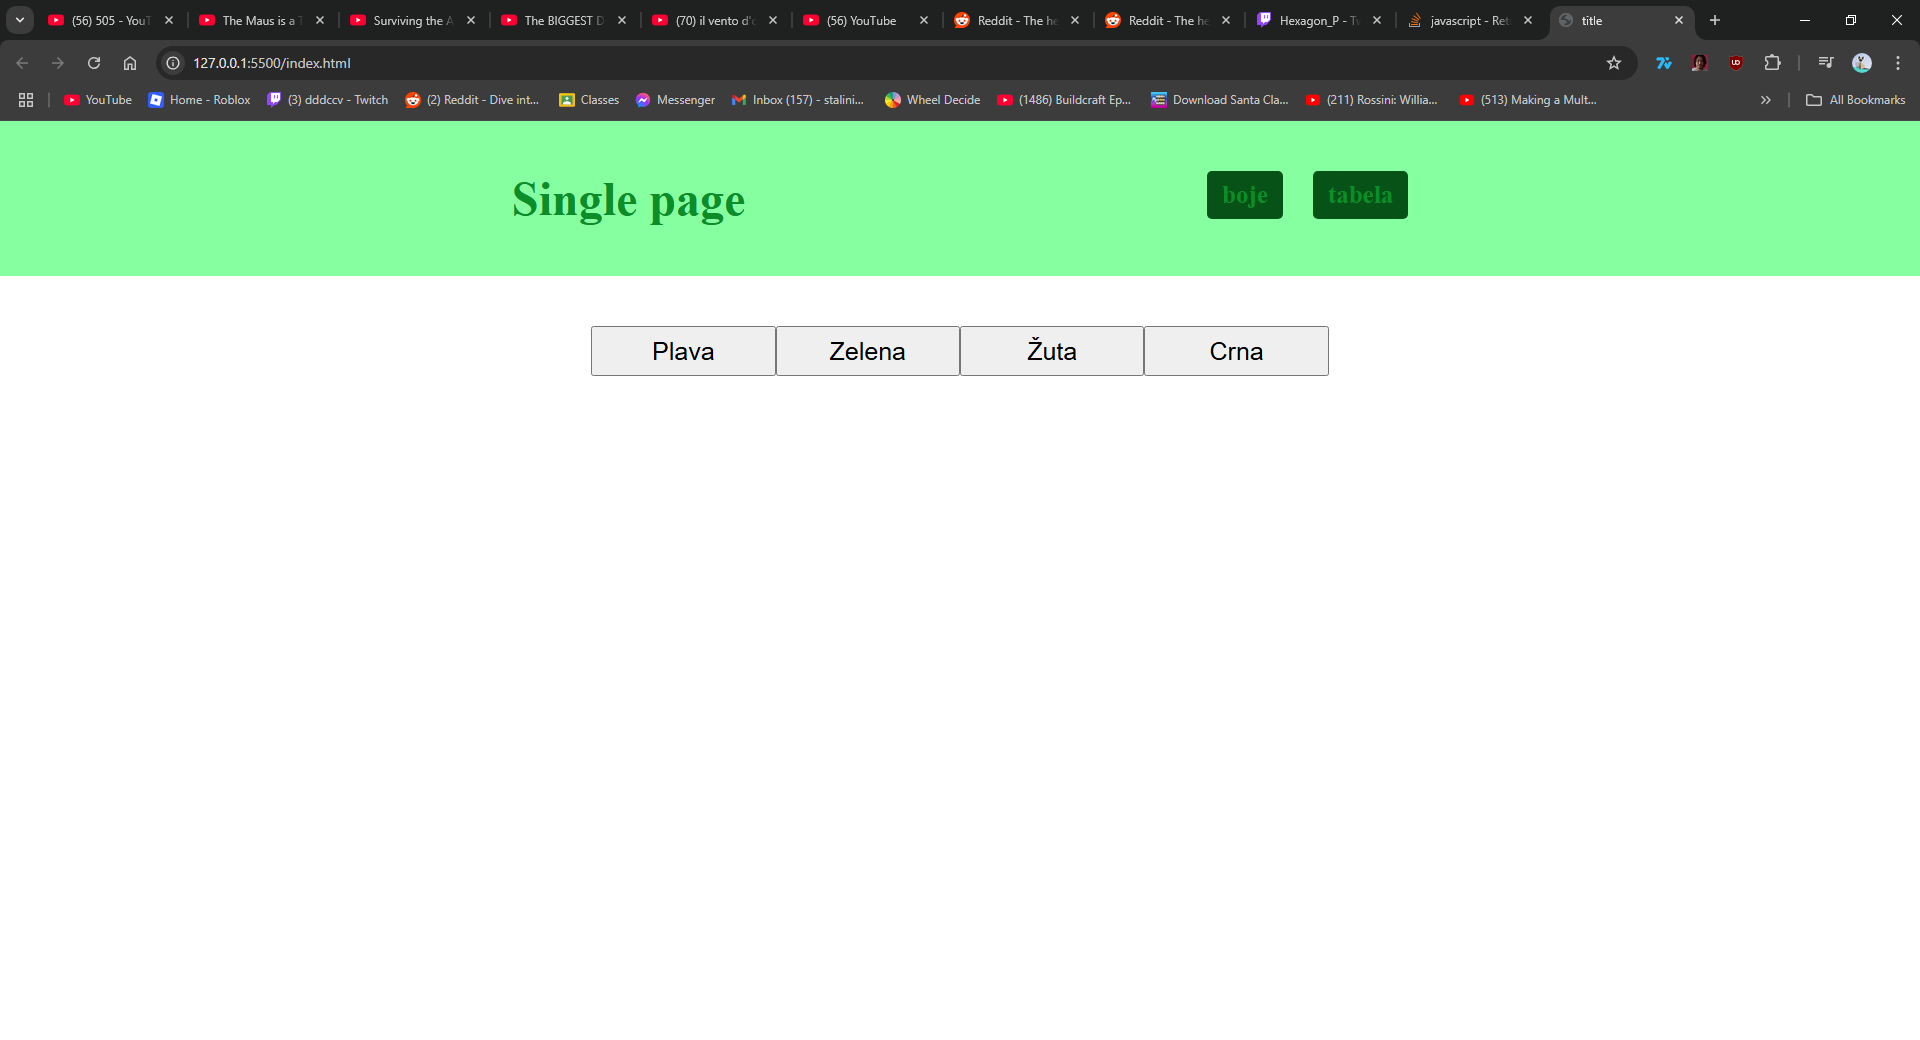 (56) 505 - YouT
The Maus is a T
Surviving the A
The BIGGEST D
(70) il vento d'o
(56) YouTube
Reddit - The he
Reddit - The he
Hexagon_P - Tw
javascript - Ret
title
127.0.0.1:5500/index.html
YouTube
Home - Roblox
(3) dddccv - Twitch
(2) Reddit - Dive int...
Classes
Messenger
Inbox (157) - stalini...
Wheel Decide
(1486) Buildcraft Ep...
Download Santa Cla...
(211) Rossini: Willia...
(513) Making a Mult...
All Bookmarks
Single page
boje
tabela
Plava
Zelena
Žuta
Crna